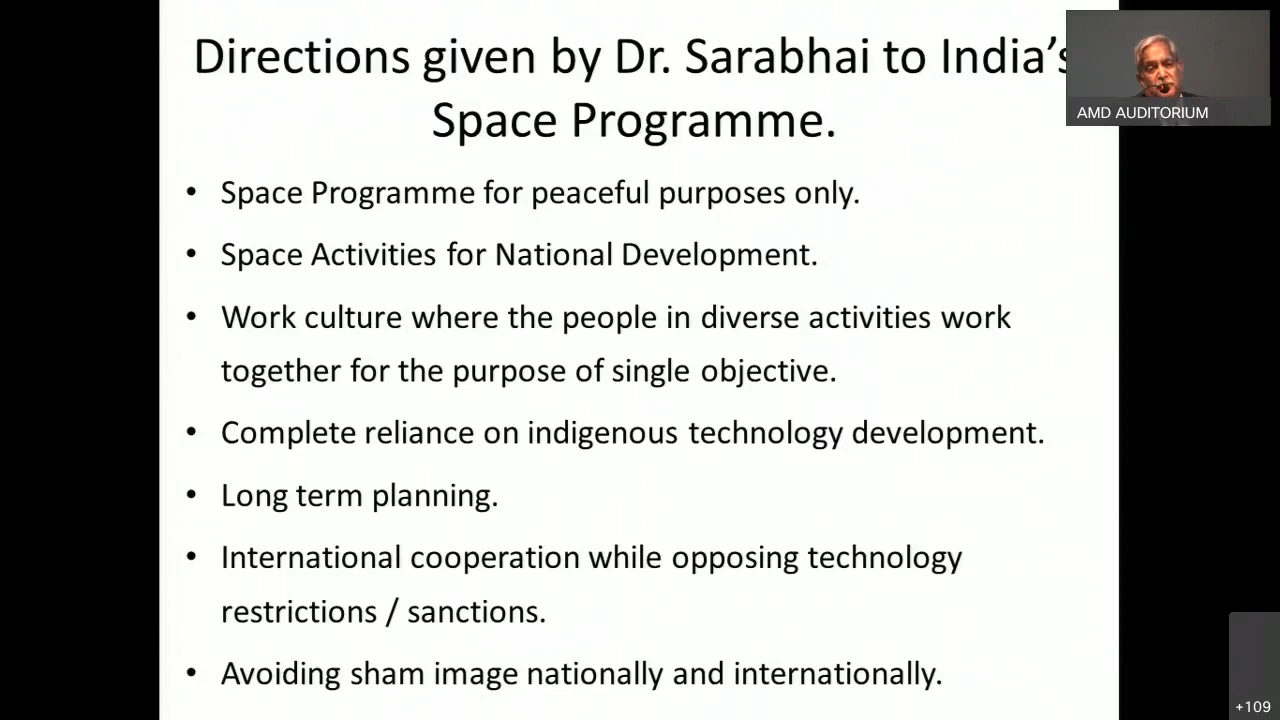 Directions given by Dr. Sarabhai to India's
Space Programme.
AMD AUDITORIUM
• Space Programme for peaceful purposes only.
• Space Activities for National Development.
• Work culture where the people in diverse activities work
together for the purpose of single objective.
• Complete reliance on indigenous technology development.
• Long term planning.
• International cooperation while opposing technology
restrictions / sanctions.
• Avoiding sham image nationally and internationally.
+109